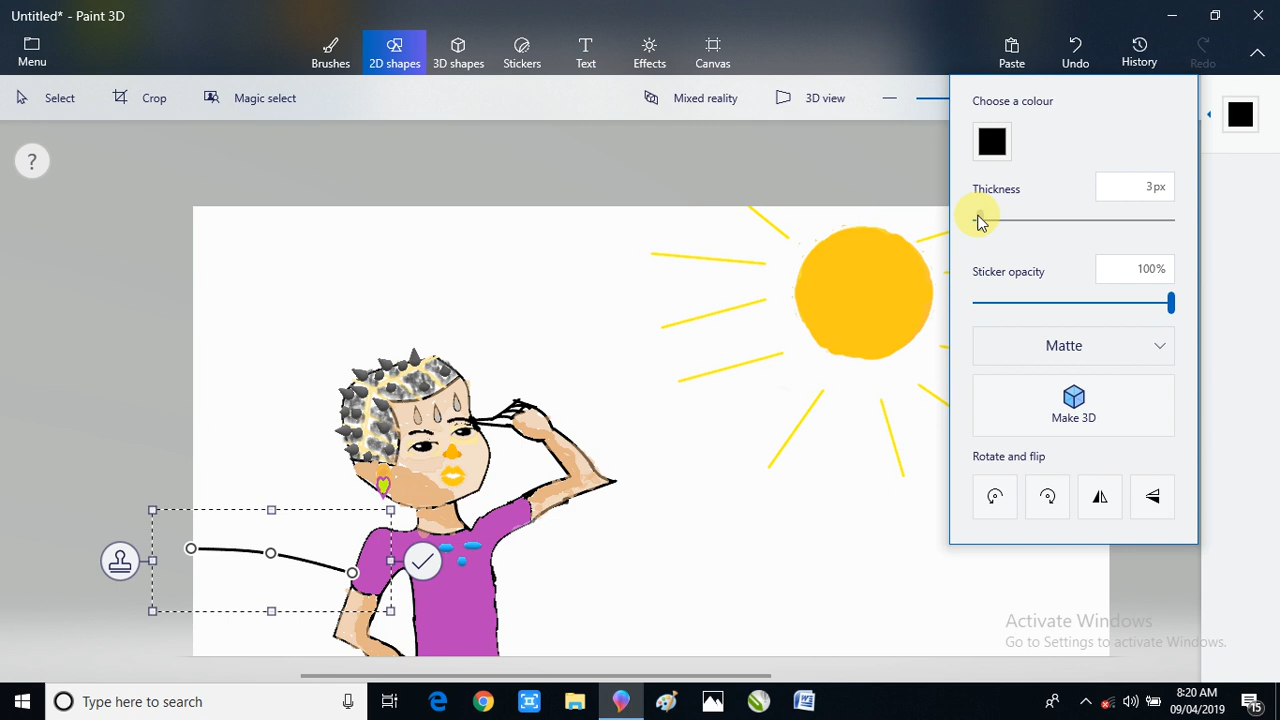 Untitled* - Paint 3D
Menu
Brushes
2D shapes
3D shapes
Stickers
Text
Effects
Canvas
Paste
Undo
History
Redo
Select
Crop
Magic select
Mixed reality
3D view
?
Choose a colour
Thickness
3px
Sticker opacity
100%
Matte
Make 3D
Rotate and flip
Activate Windows
Go to Settings to activate Windows.
Type here to search
8:20 AM
09/04/2019
15